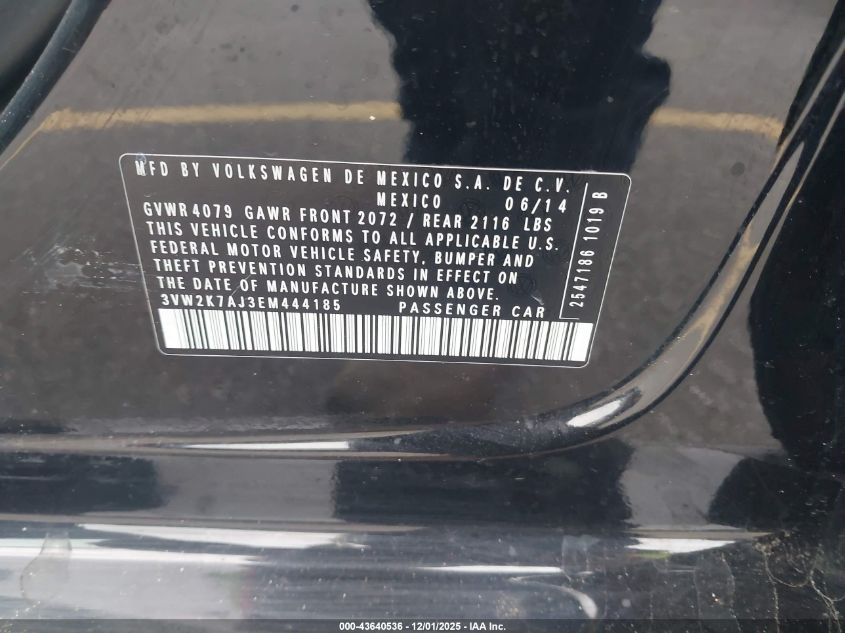 MFD BY VOLKSWAGEN DE MEXICO S.A. DE C.V.
MEXICO 06/14
GVWR 4079 GAWR FRONT 2072 / REAR 2116 LBS
THIS VEHICLE CONFORMS TO ALL APPLICABLE U.S.
FEDERAL MOTOR VEHICLE SAFETY, BUMPER AND
THEFT PREVENTION STANDARDS IN EFFECT ON
THE DATE OF MANUFACTURE SHOWN ABOVE.
3VW2K7AJ3EM444185 PASSENGER CAR
2547186 1019 B
000-43640536 - 12/01/2025 - IAA Inc.